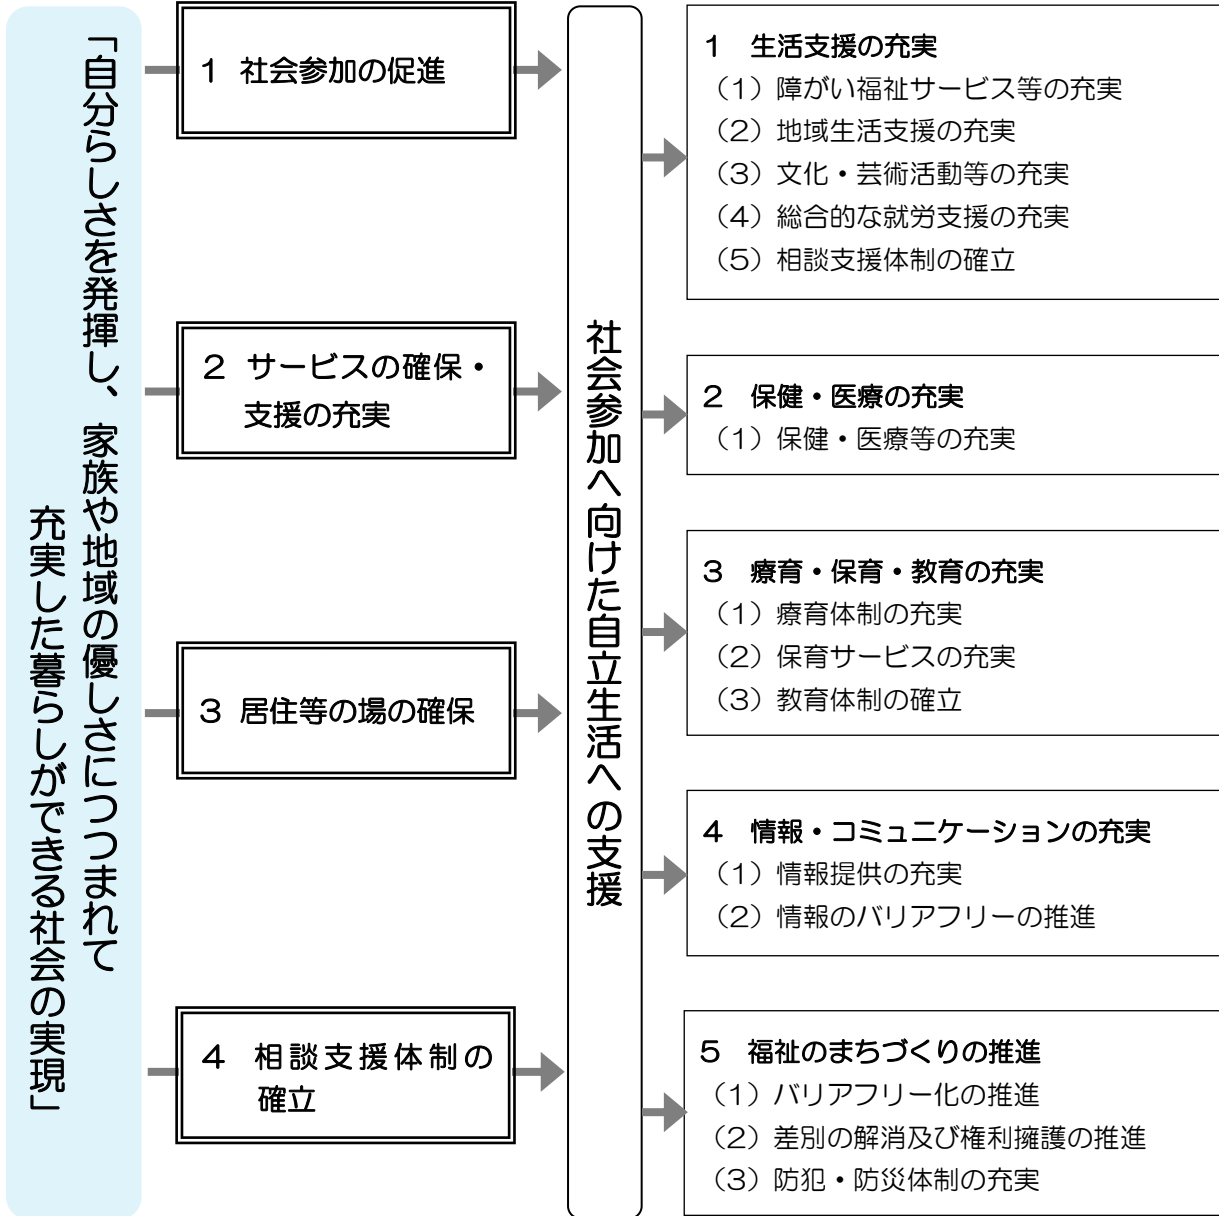 「自分らしさを発揮し、家族や地域の優しさにつつまれて
充実した暮らしができる社会の実現」
1 社会参加の促進
2 サービスの確保・
支援の充実
3 居住等の場の確保
4 相談支援体制の
確立
社会参加へ向けた自立生活への支援
1 生活支援の充実
(1)障がい福祉サービス等の充実
(2)地域生活支援の充実
(3)文化・芸術活動等の充実
(4)総合的な就労支援の充実
(5)相談支援体制の確立
2 保健・医療の充実
(1)保健・医療等の充実
3 療育・保育・教育の充実
(1)療育体制の充実
(2)保育サービスの充実
(3)教育体制の確立
4 情報・コミュニケーションの充実
(1)情報提供の充実
(2)情報のバリアフリーの推進
5 福祉のまちづくりの推進
(1)バリアフリー化の推進
(2)差別の解消及び権利擁護の推進
(3)防犯・防災体制の充実